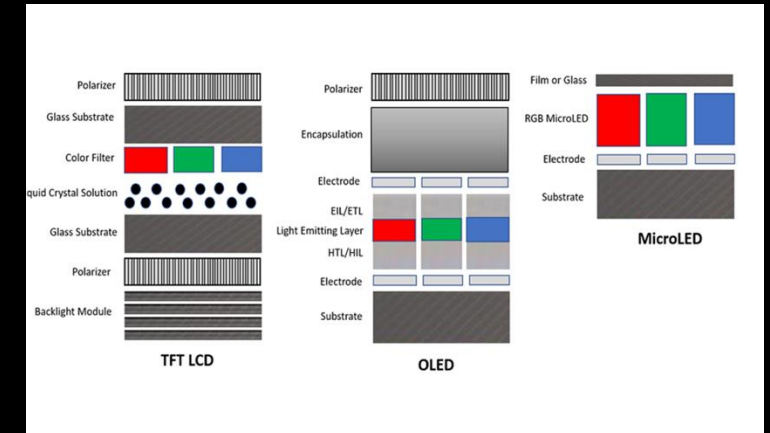 Polarizer
Glass Substrate
Color Filter
quid Crystal Solution
Glass Substrate
Polarizer
Backlight Module
TFT LCD
Polarizer
Encapsulation
Electrode
EIL/ETL
Light Emitting Layer
HTL/HIL
Electrode
Substrate
OLED
Film or Glass
RGB MicroLED
Electrode
Substrate
MicroLED